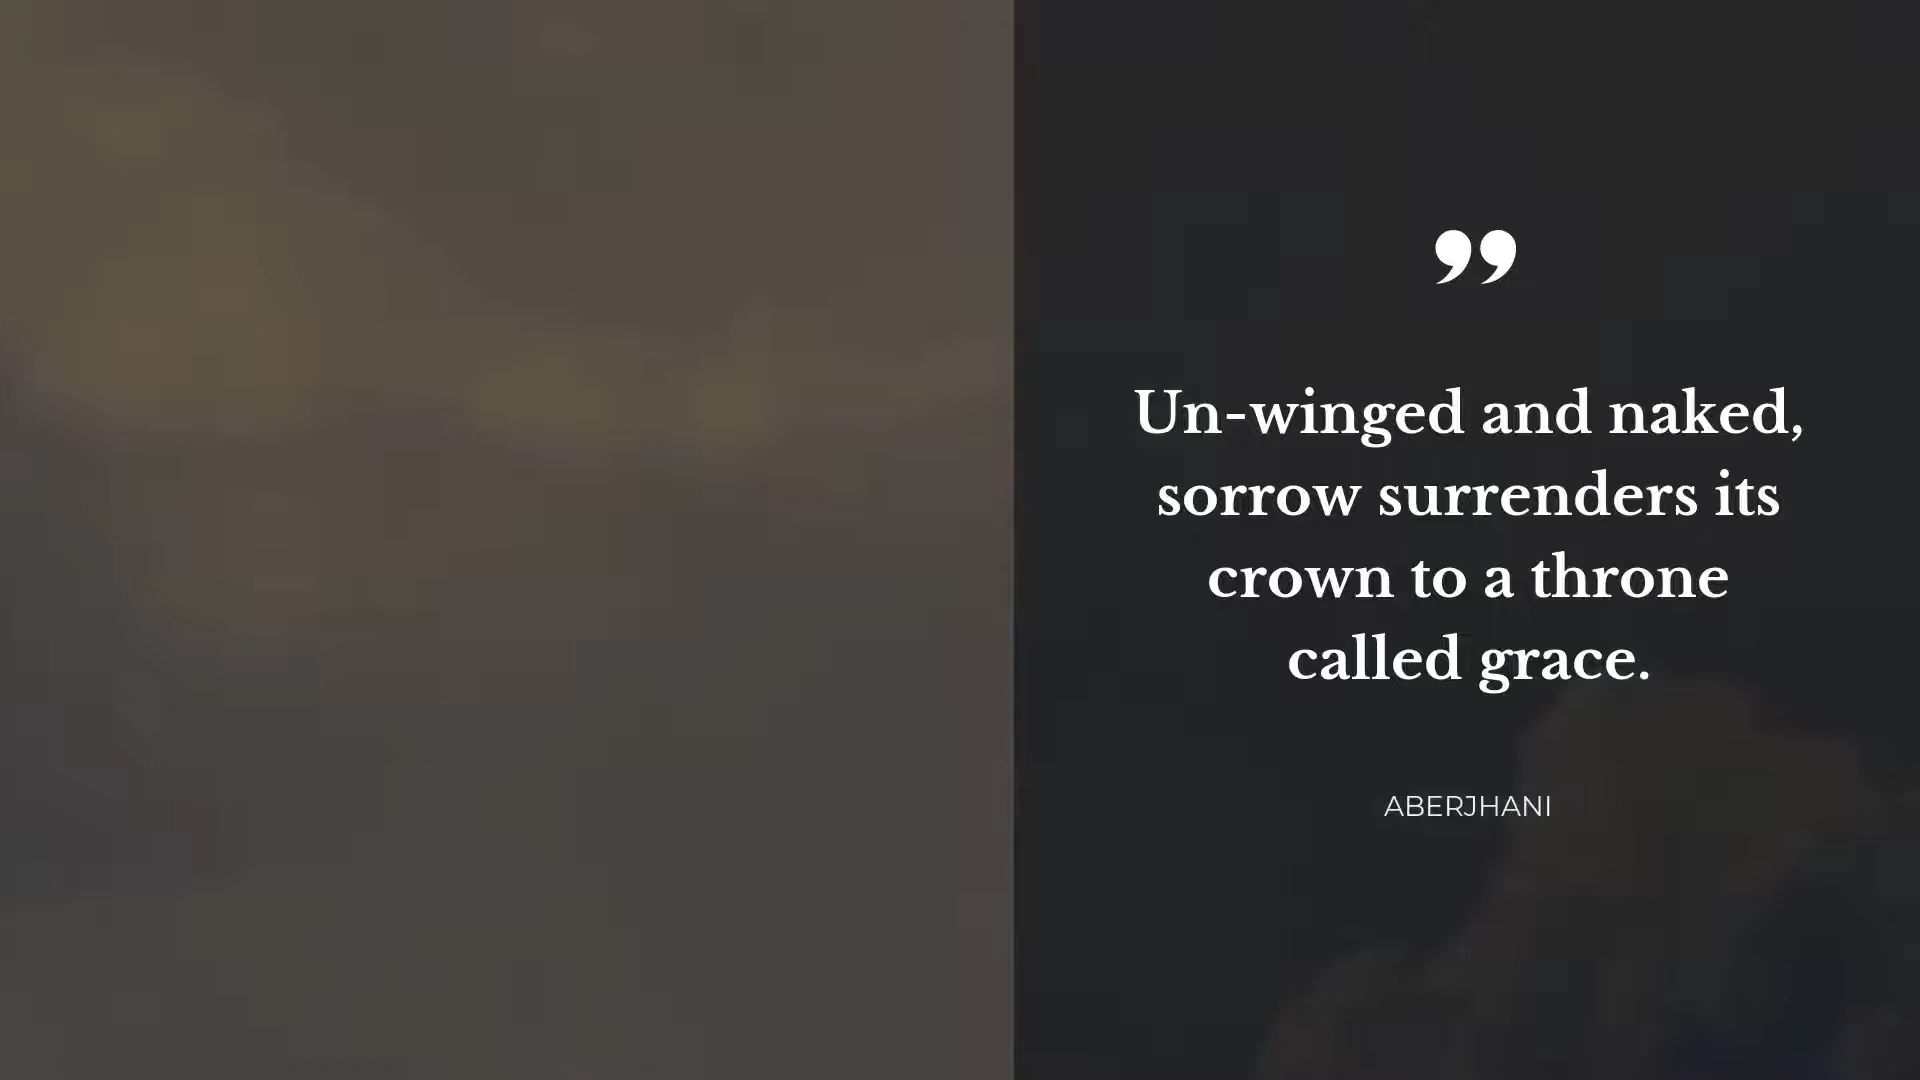 ”
Un-winged and naked,
sorrow surrenders its
crown to a throne
called grace.
ABERJHANI